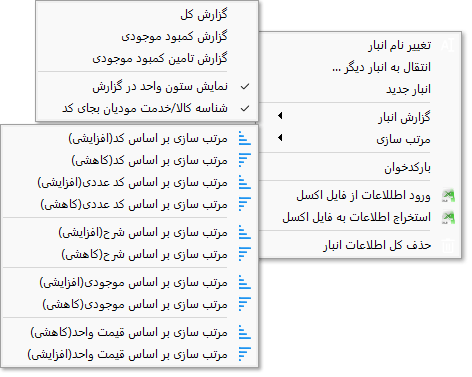 تغییر نام انبار
انتقال به انبار دیگر ...
انبار جدید
گزارش انبار
مرتب سازی
بارکدخوان
ورود اطلاعات از فایل اکسل
استخراج اطلاعات به فایل اکسل
حذف کل اطلاعات انبار
گزارش کل
گزارش کمبود موجودی
گزارش تامین کمبود موجودی
نمایش ستون واحد در گزارش
شناسه کالا/خدمت مودیان بجای کد
مرتب سازی بر اساس کد(افزایشی)
مرتب سازی بر اساس کد(کاهشی)
مرتب سازی بر اساس کد عددی(افزایشی)
مرتب سازی بر اساس کد عددی(کاهشی)
مرتب سازی بر اساس شرح(افزایشی)
مرتب سازی بر اساس شرح(کاهشی)
مرتب سازی بر اساس موجودی(افزایشی)
مرتب سازی بر اساس موجودی(کاهشی)
مرتب سازی بر اساس قیمت واحد(کاهشی)
مرتب سازی بر اساس قیمت واحد(افزایشی)